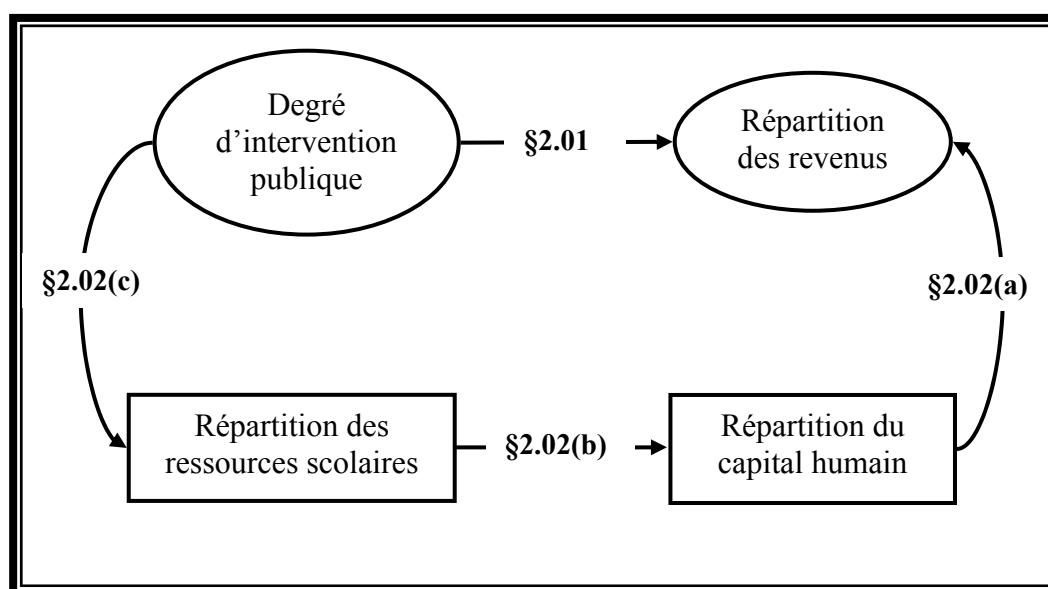 Degré
d’intervention
publique
§2.01
Répartition
des revenus
§2.02(c)
§2.02(a)
Répartition des
ressources scolaires
§2.02(b)
Répartition du
capital humain